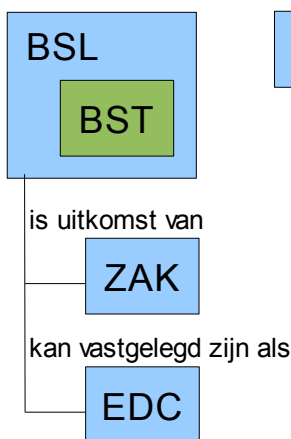 BSL
BST
is uitkomst van
ZAK
kan vastgelegd zijn als
EDC